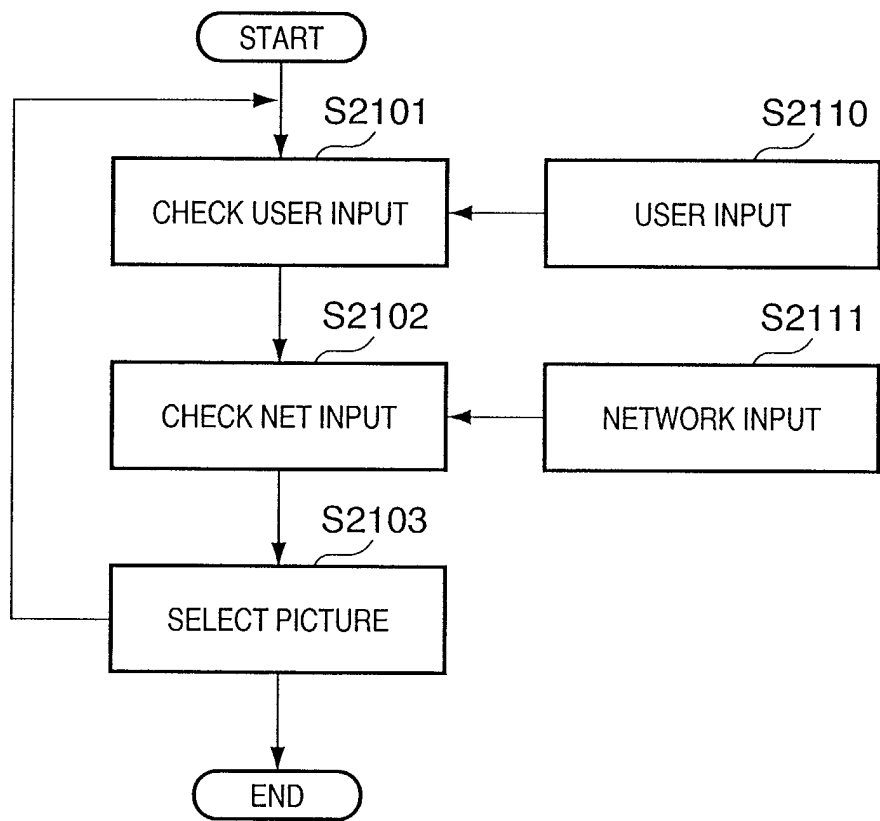 START
S2101
S2110
CHECK USER INPUT
USER INPUT
S2102
S2111
CHECK NET INPUT
NETWORK INPUT
S2103
SELECT PICTURE
END